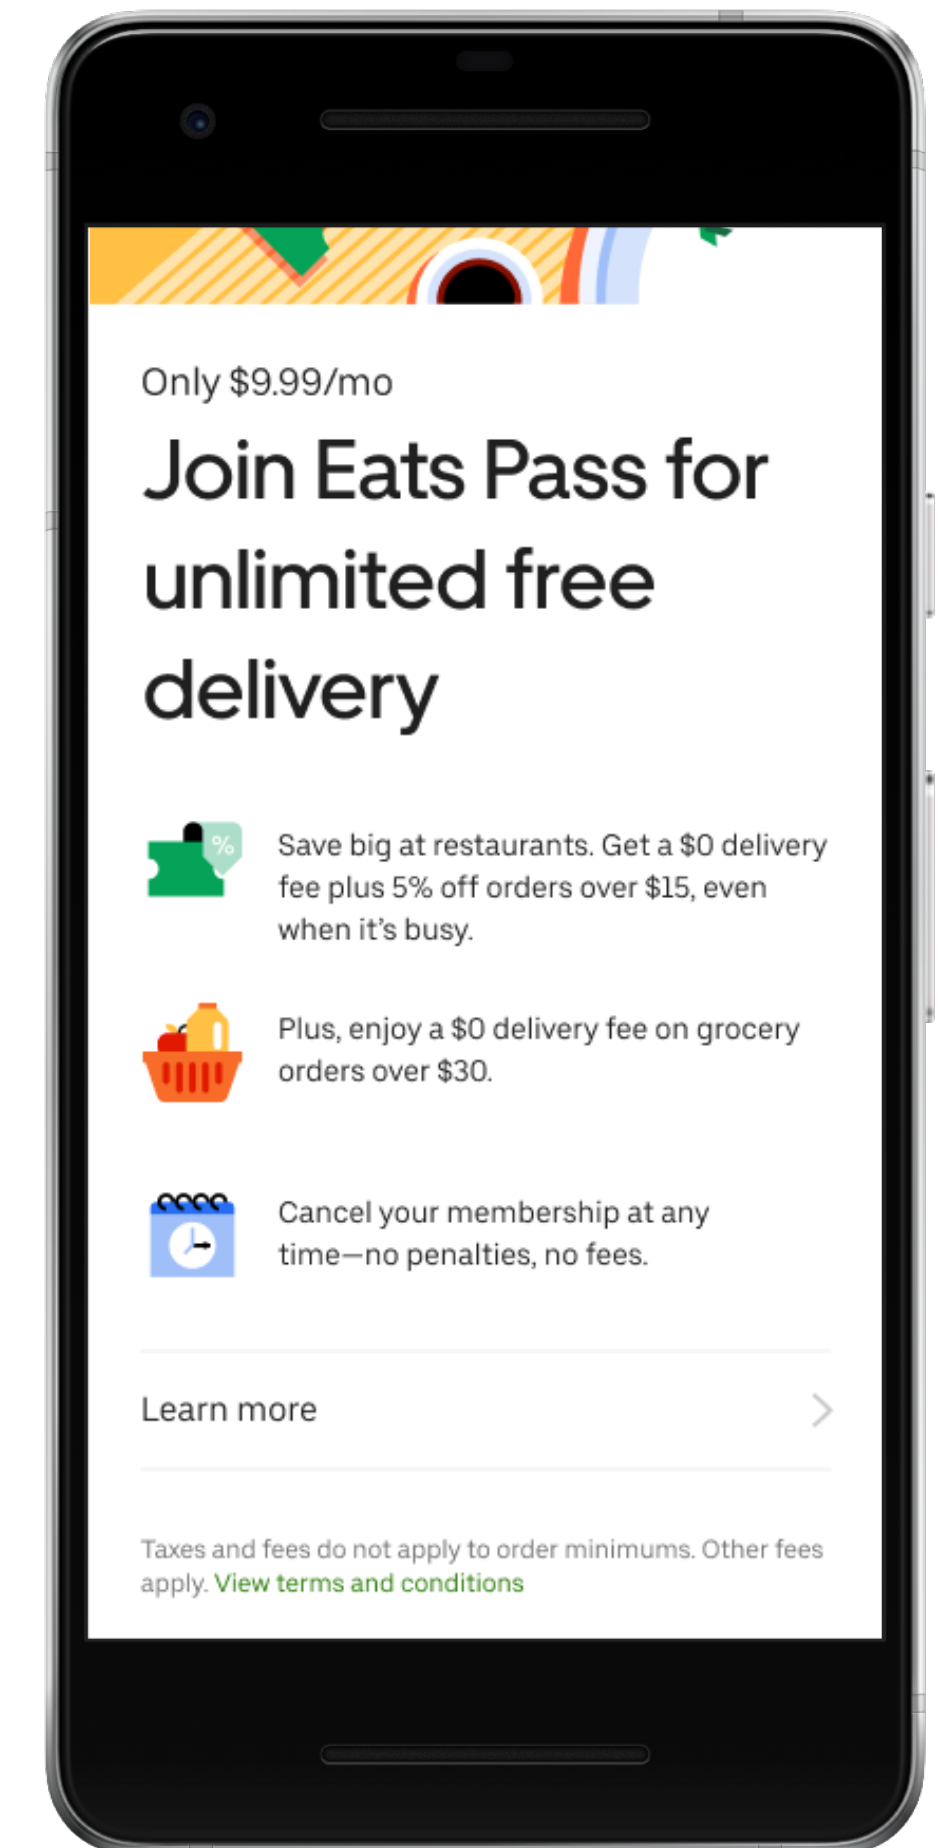 Only $9.99/mo
Join Eats Pass for
unlimited free
delivery
%
Save big at restaurants. Get a $0 delivery
fee plus 5% off orders over $15, even
when it’s busy.
Plus, enjoy a $0 delivery fee on grocery
orders over $30.
Cancel your membership at any
time—no penalties, no fees.
Learn more
Taxes and fees do not apply to order minimums. Other fees
apply. View terms and conditions